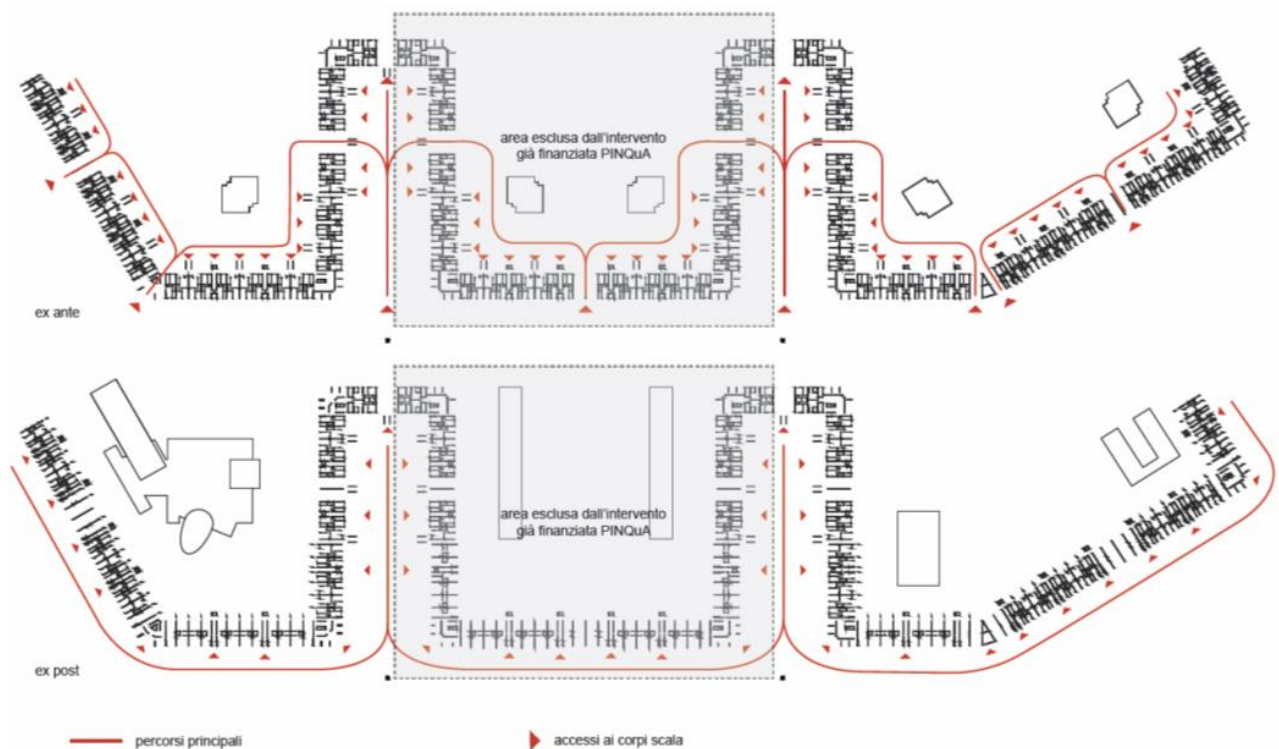 area esclusa dall'intervento
già finanziata PINQuA
ex ante
area esclusa dall'intervento
già finanziata PINQuA
ex post
percorsi principali
accessi ai corpi scala